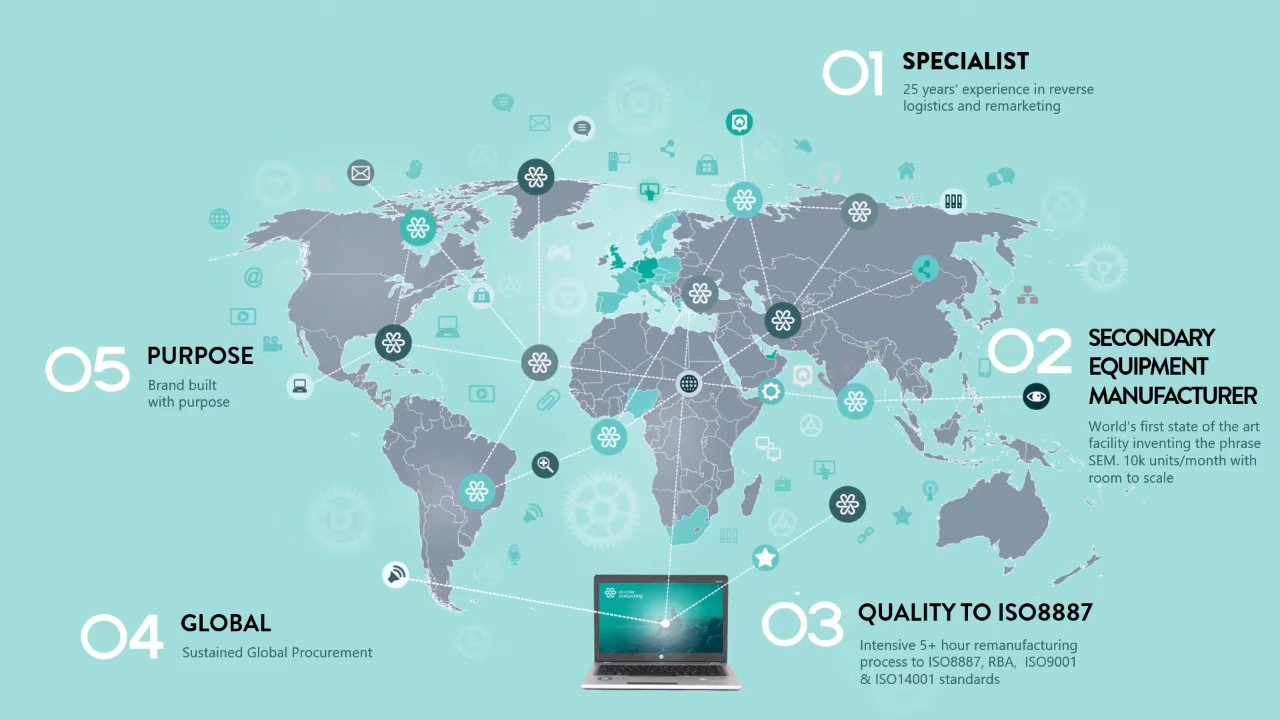 01
SPECIALIST
25 years' experience in reverse
logistics and remarketing
02
SECONDARY
EQUIPMENT
MANUFACTURER
World's first state of the art
facility inventing the phrase
SEM. 10k units/month with
room to scale
03
QUALITY TO ISO8887
Intensive 5+ hour remanufacturing
process to ISO8887, RBA,  ISO9001
& ISO14001 standards
04
GLOBAL
Sustained Global Procurement
05
PURPOSE
Brand built
with purpose
circular
computing